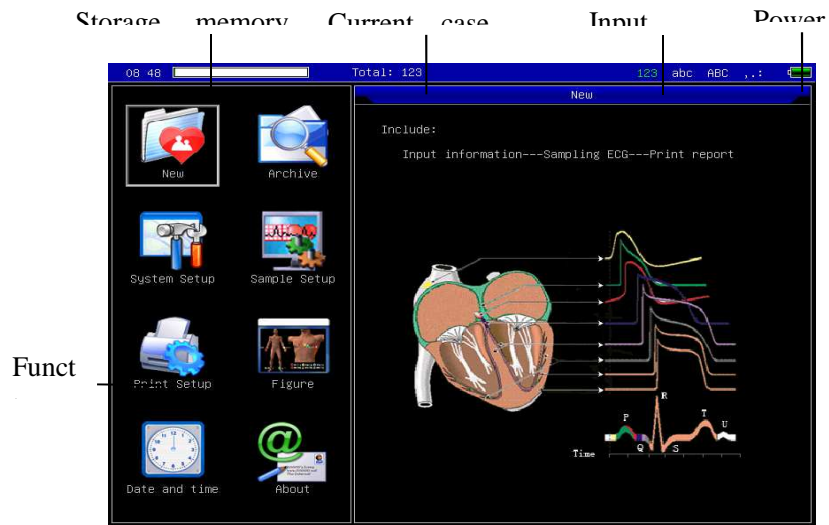 Storage memory Current case Input Power
08 48 Total: 123 123 abc ABC ,.:
New
Include:
Input information---Sampling ECG---Print report
New Archive
System Setup Sample Setup
Funct
Print Setup Figure
Date and time About
R
P T U
Q S
Time